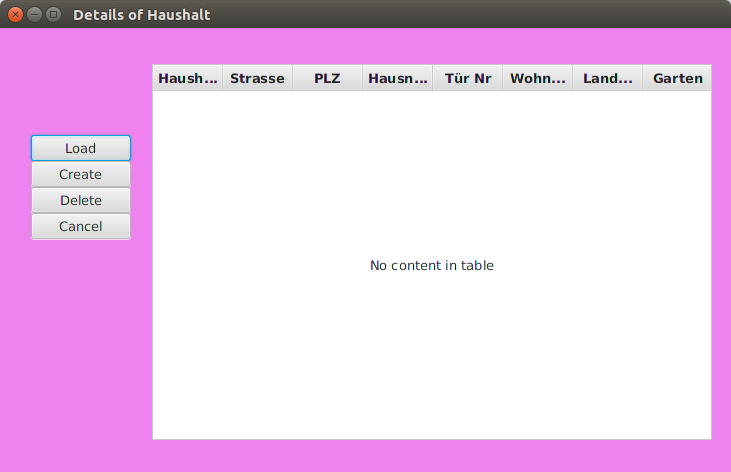 Details of Haushalt
Haush... Strasse PLZ Hausn... Tür Nr Wohn... Land... Garten
Load
Create
Delete
Cancel
No content in table